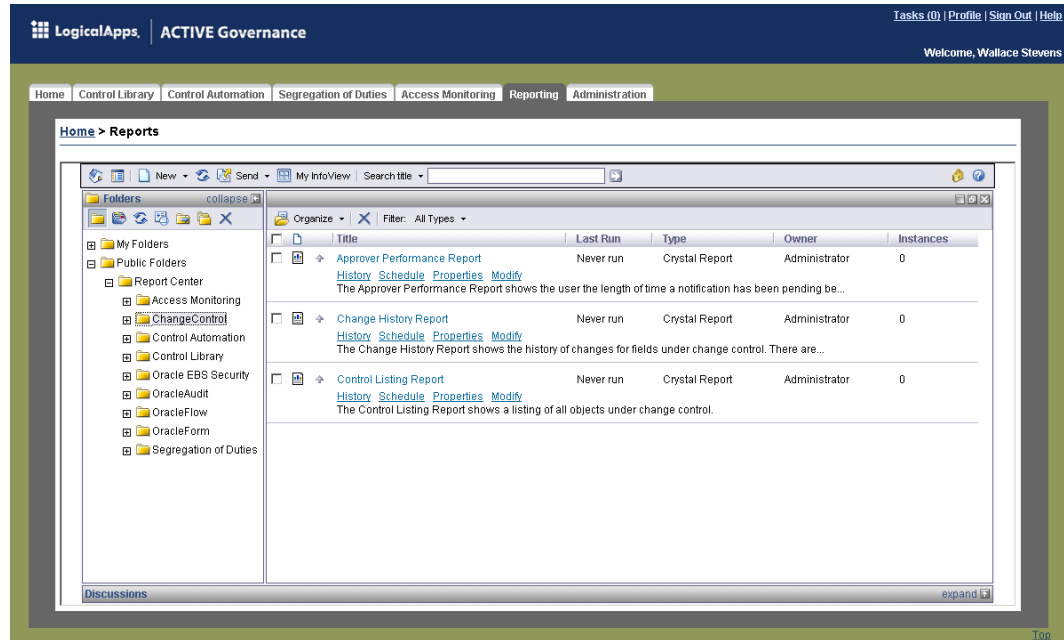 Tasks (0) | Profile | Sign Out | Help
LogicalApps. ACTIVE Governance
Welcome, Wallace Stevens
Home Control Library Control Automation Segregation of Duties Access Monitoring Reporting Administration
Home > Reports
New Send My InfoView Search title
Folders collapse
Organize Filter: All Types
Title Last Run Type Owner Instances
My Folders
Public Folders
Report Center
Access Monitoring
ChangeControl
Control Automation
Control Library
Oracle EBS Security
OracleAudit
OracleFlow
OracleForm
Segregation of Duties
Approver Performance Report Never run Crystal Report Administrator 0
History Schedule Properties Modify
The Approver Performance Report shows the user the length of time a notification has been pending be...
Change History Report Never run Crystal Report Administrator 0
History Schedule Properties Modify
The Change History Report shows the history of changes for fields under change control. There are...
Control Listing Report Never run Crystal Report Administrator 0
History Schedule Properties Modify
The Control Listing Report shows a listing of all objects under change control.
Discussions expand
Top